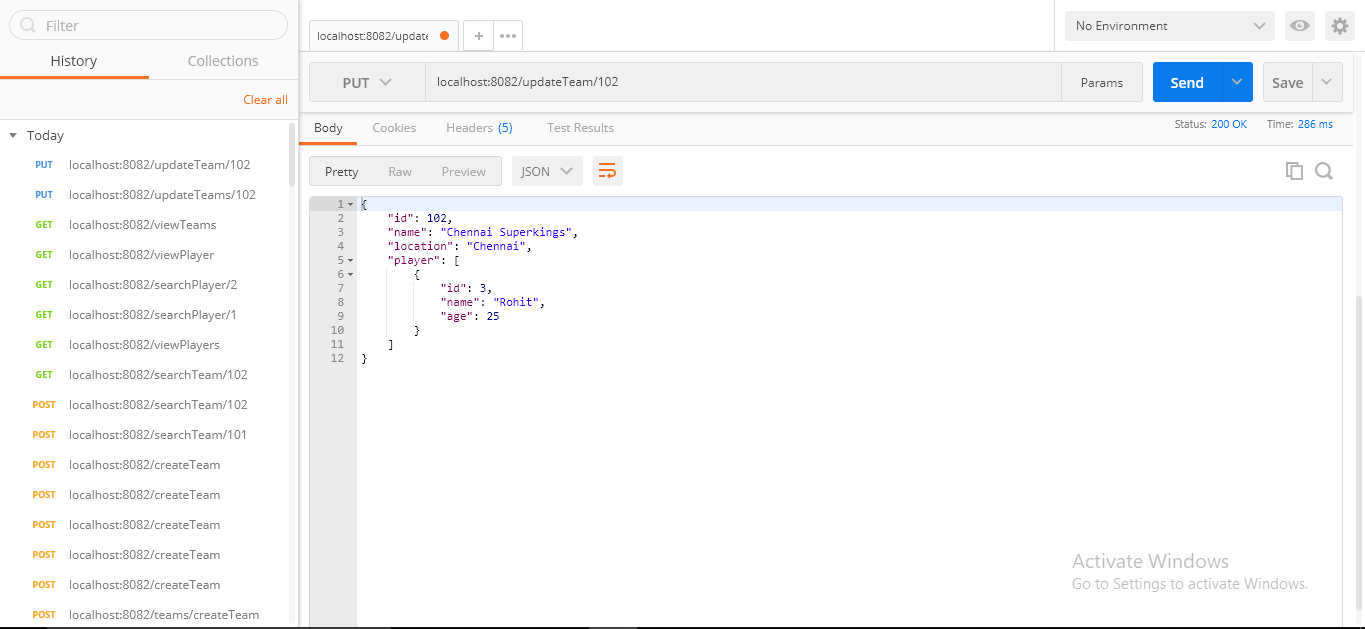 Filter
History Collections
Clear all
Today
PUT localhost:8082/updateTeam/102
PUT localhost:8082/updateTeams/102
GET localhost:8082/viewTeams
GET localhost:8082/viewPlayer
GET localhost:8082/searchPlayer/2
GET localhost:8082/searchPlayer/1
GET localhost:8082/viewPlayers
GET localhost:8082/searchTeam/102
POST localhost:8082/searchTeam/102
POST localhost:8082/searchTeam/101
POST localhost:8082/createTeam
POST localhost:8082/createTeam
POST localhost:8082/createTeam
POST localhost:8082/createTeam
POST localhost:8082/createTeam
POST localhost:8082/teams/createTeam
localhost:8082/update
No Environment
PUT localhost:8082/updateTeam/102 Params Send Save
Body Cookies Headers (5) Test Results Status: 200 OK Time: 286 ms
Pretty Raw Preview JSON
1 {
2 "id": 102,
3 "name": "Chennai Superkings",
4 "location": "Chennai",
5 "player": [
6 {
7 "id": 3,
8 "name": "Rohit",
9 "age": 25
10 }
11 ]
12 }
Activate Windows
Go to Settings to activate Windows.